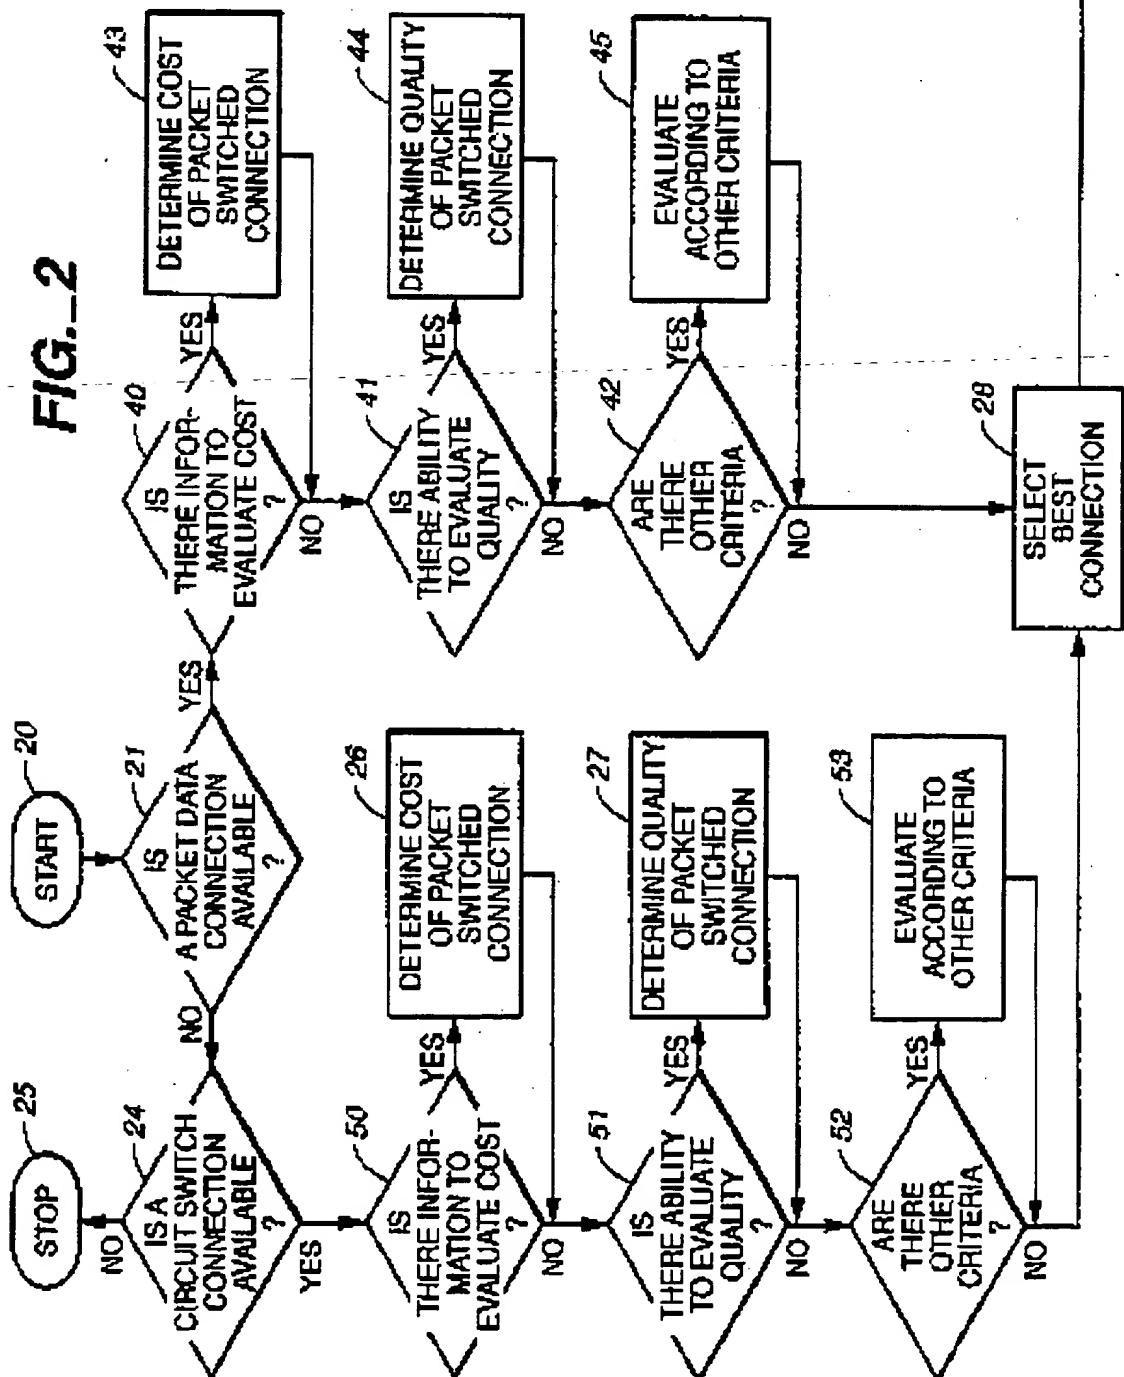 FIG._2
START
20
STOP
25
IS
A PACKET DATA
CONNECTION
AVAILABLE
?
21
YES
NO
IS A
CIRCUIT SWITCH
CONNECTION
AVAILABLE
?
24
NO
YES
IS
THERE INFOR-
MATION TO
EVALUATE COST
?
40
YES
NO
DETERMINE COST
OF PACKET
SWITCHED
CONNECTION
43
IS
THERE ABILITY
TO EVALUATE
QUALITY
?
41
YES
NO
DETERMINE QUALITY
OF PACKET
SWITCHED
CONNECTION
44
ARE
THERE
OTHER
CRITERIA
?
42
YES
NO
EVALUATE
ACCORDING TO
OTHER CRITERIA
45
IS
THERE INFOR-
MATION TO
EVALUATE COST
?
50
YES
NO
DETERMINE COST
OF PACKET
SWITCHED
CONNECTION
26
IS
THERE ABILITY
TO EVALUATE
QUALITY
?
51
YES
NO
DETERMINE QUALITY
OF PACKET
SWITCHED
CONNECTION
27
ARE
THERE
OTHER
CRITERIA
?
52
YES
NO
EVALUATE
ACCORDING TO
OTHER CRITERIA
53
SELECT
BEST
CONNECTION
28